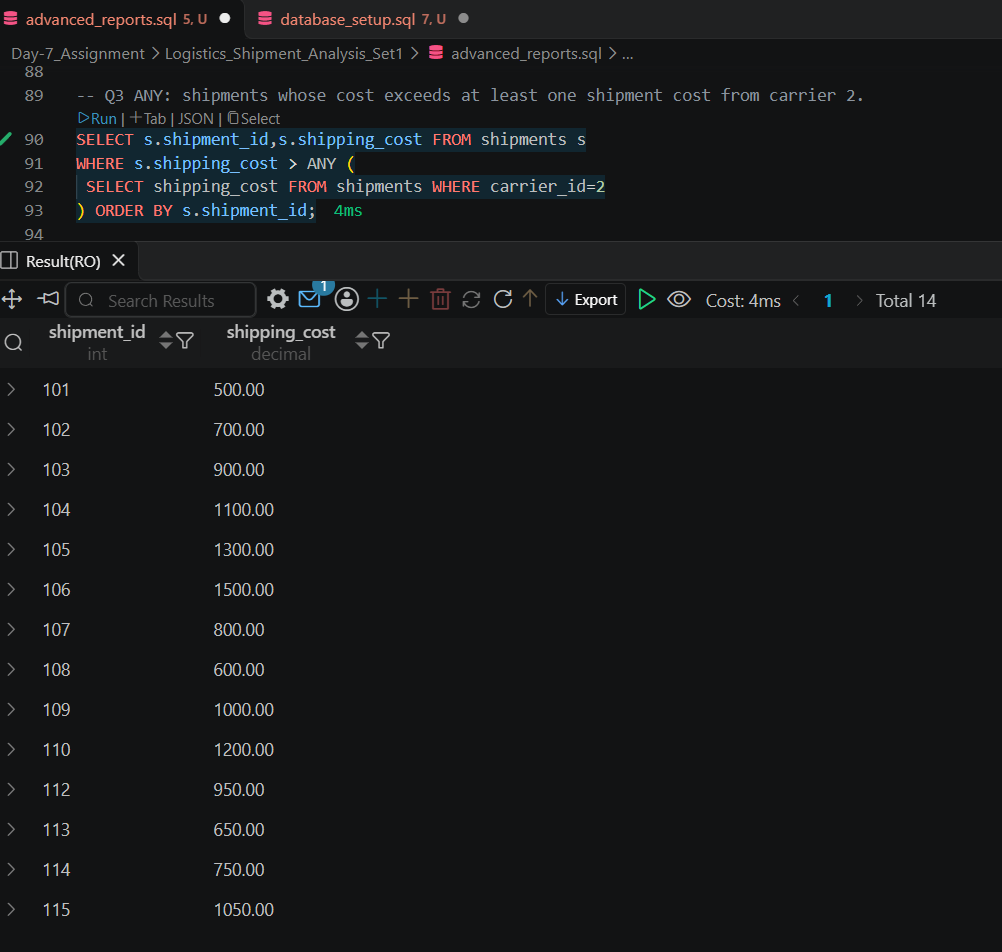 advanced_reports.sql 5, U
database_setup.sql 7, U
Day-7_Assignment > Logistics_Shipment_Analysis_Set1 > advanced_reports.sql > ...
88
89 -- Q3 ANY: shipments whose cost exceeds at least one shipment cost from carrier 2.
▷Run | +Tab | JSON | Select
90 SELECT s.shipment_id,s.shipping_cost FROM shipments s
91 WHERE s.shipping_cost > ANY (
92 SELECT shipping_cost FROM shipments WHERE carrier_id=2
93 ) ORDER BY s.shipment_id; 4ms
94
Result(RO) ×
Search Results 1 Export Cost: 4ms < 1 > Total 14
shipment_id shipping_cost
int decimal
101 500.00
102 700.00
103 900.00
104 1100.00
105 1300.00
106 1500.00
107 800.00
108 600.00
109 1000.00
110 1200.00
112 950.00
113 650.00
114 750.00
115 1050.00